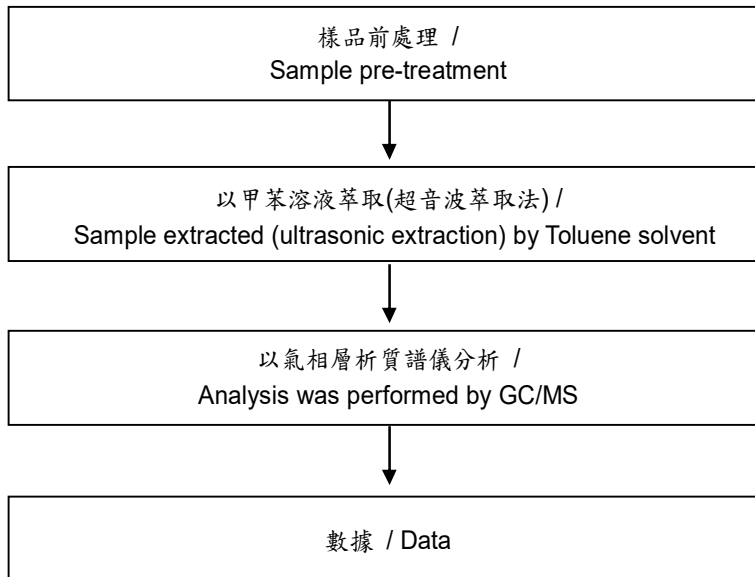 樣品前處理 /
Sample pre-treatment
以甲苯溶液萃取(超音波萃取法) /
Sample extracted (ultrasonic extraction) by Toluene solvent
以氣相層析質譜儀分析 /
Analysis was performed by GC/MS
數據 / Data